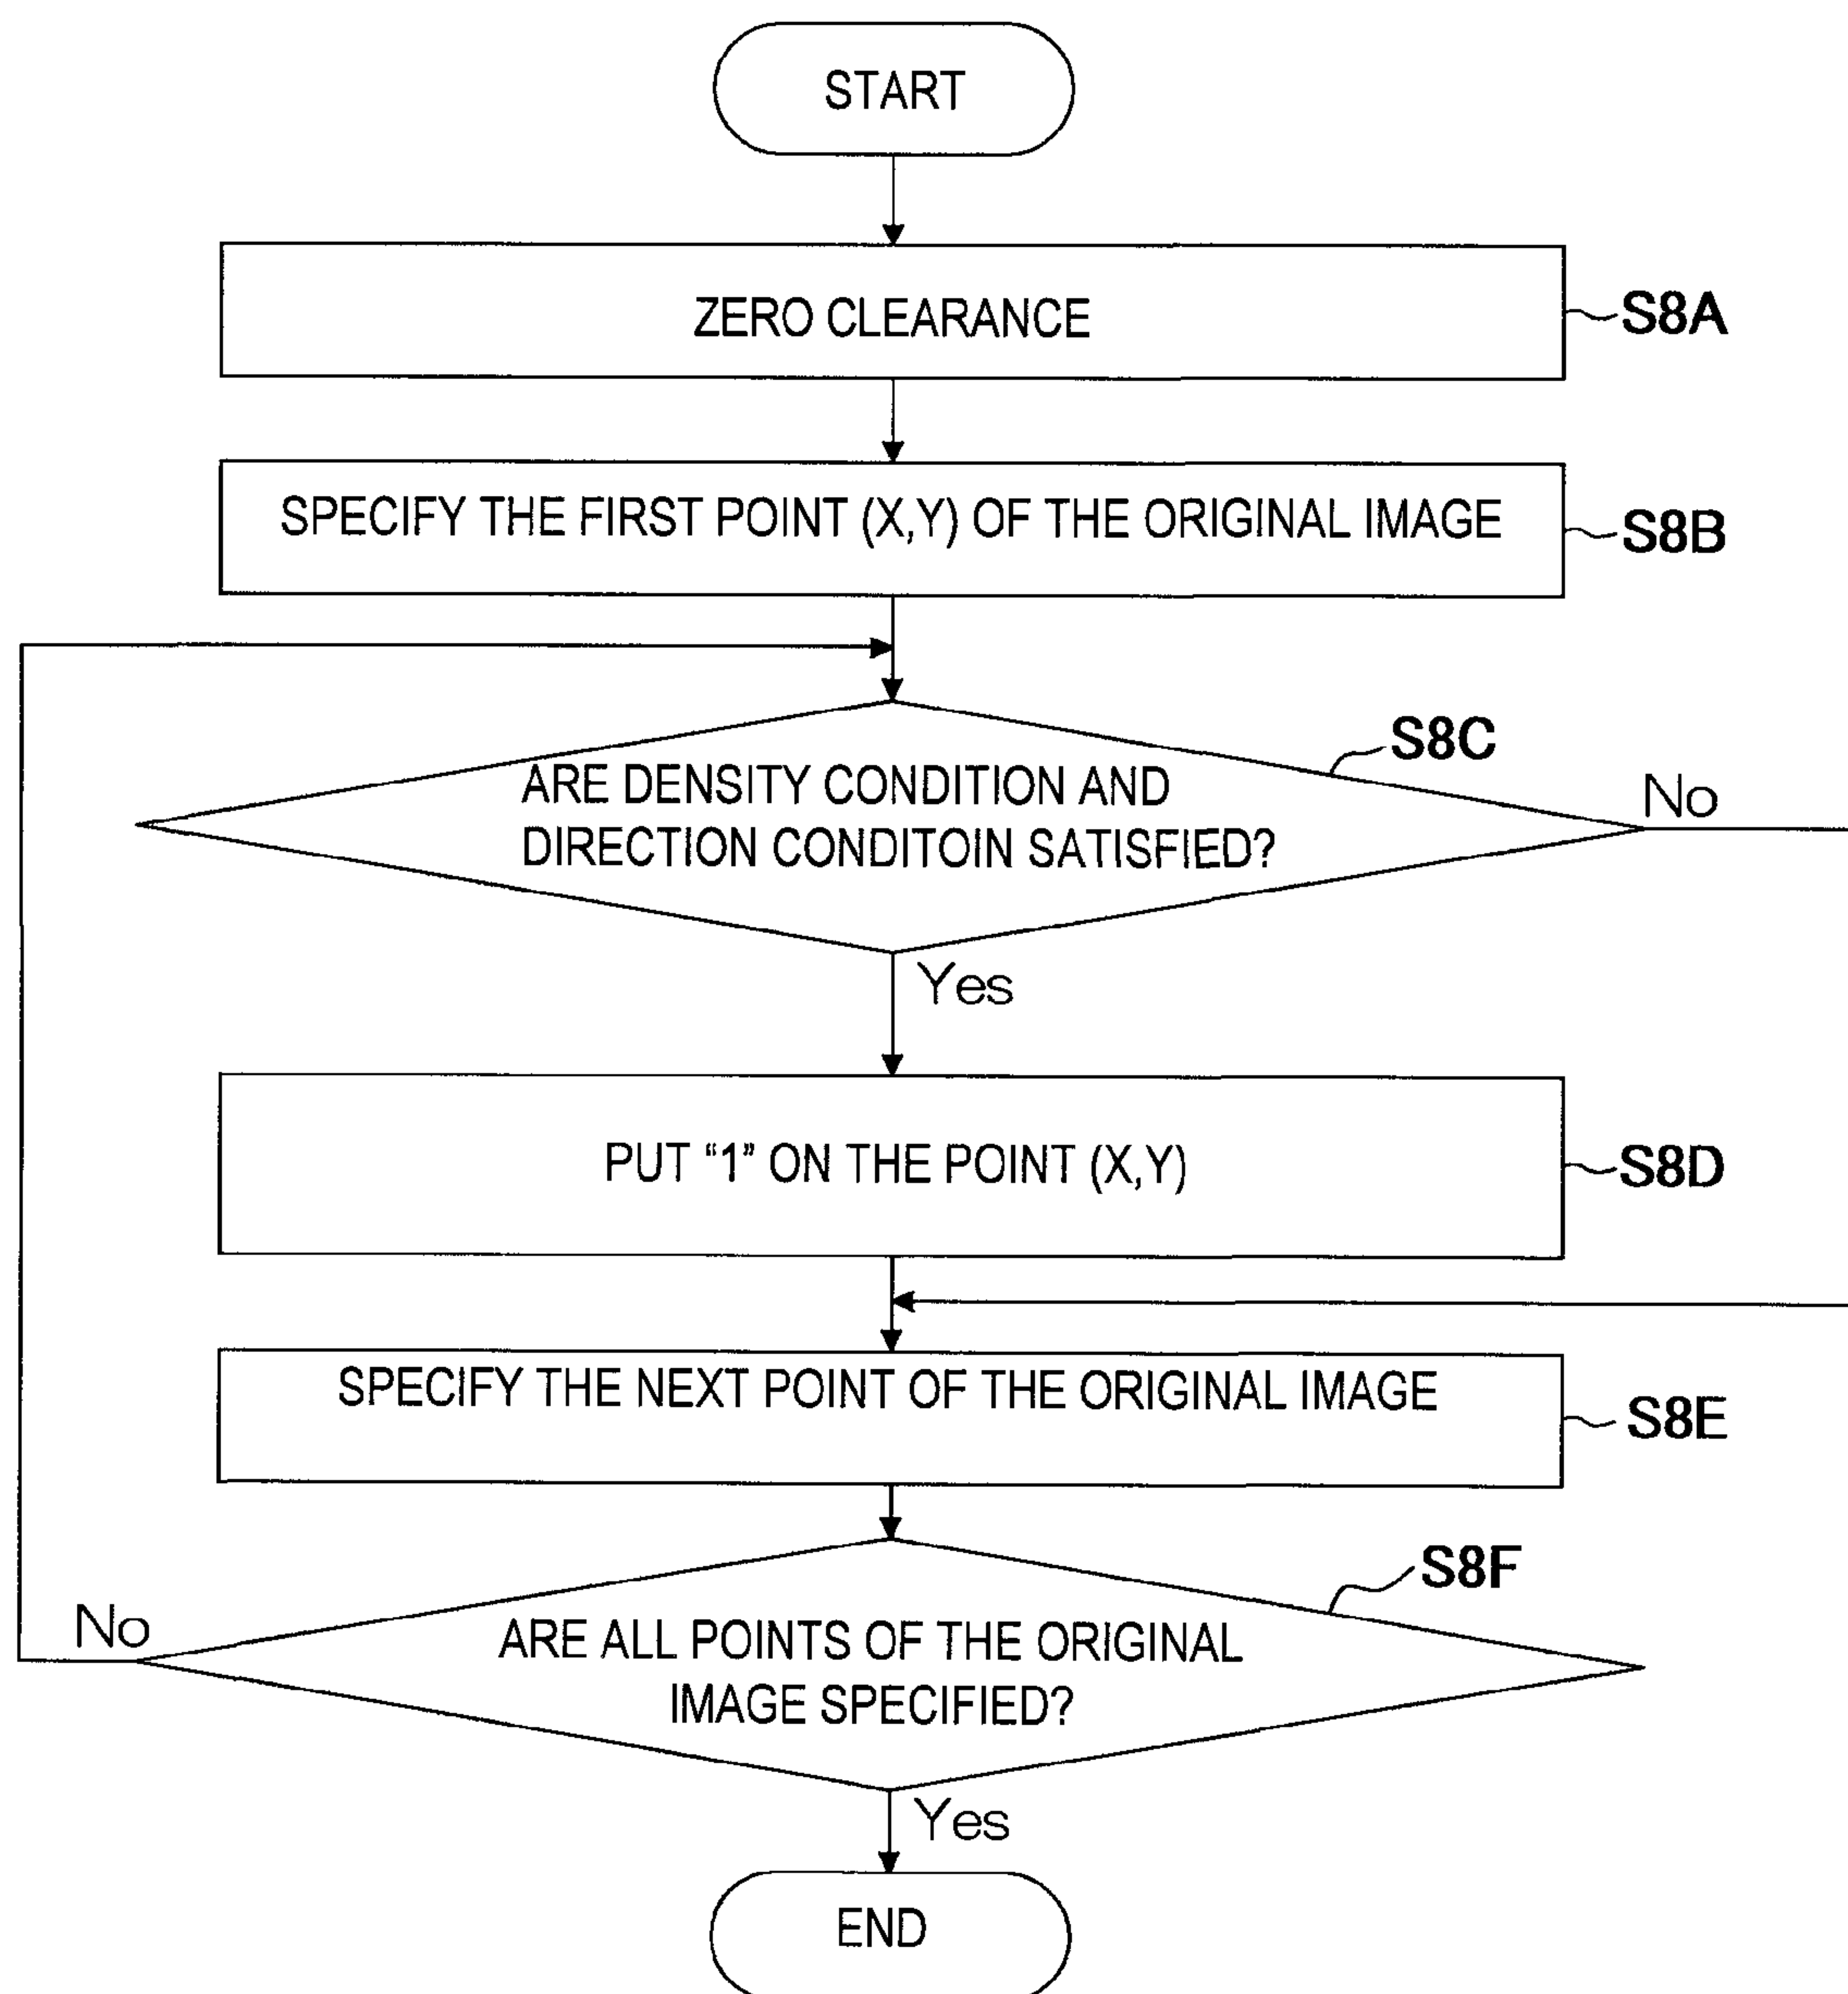 START
ZERO CLEARANCE
S8A
SPECIFY THE FIRST POINT (X,Y) OF THE ORIGINAL IMAGE
S8B
S8C
ARE DENSITY CONDITION AND
DIRECTION CONDITOIN SATISFIED?
No
Yes
PUT “1” ON THE POINT (X,Y)
S8D
SPECIFY THE NEXT POINT OF THE ORIGINAL IMAGE
S8E
S8F
No
ARE ALL POINTS OF THE ORIGINAL
IMAGE SPECIFIED?
Yes
END